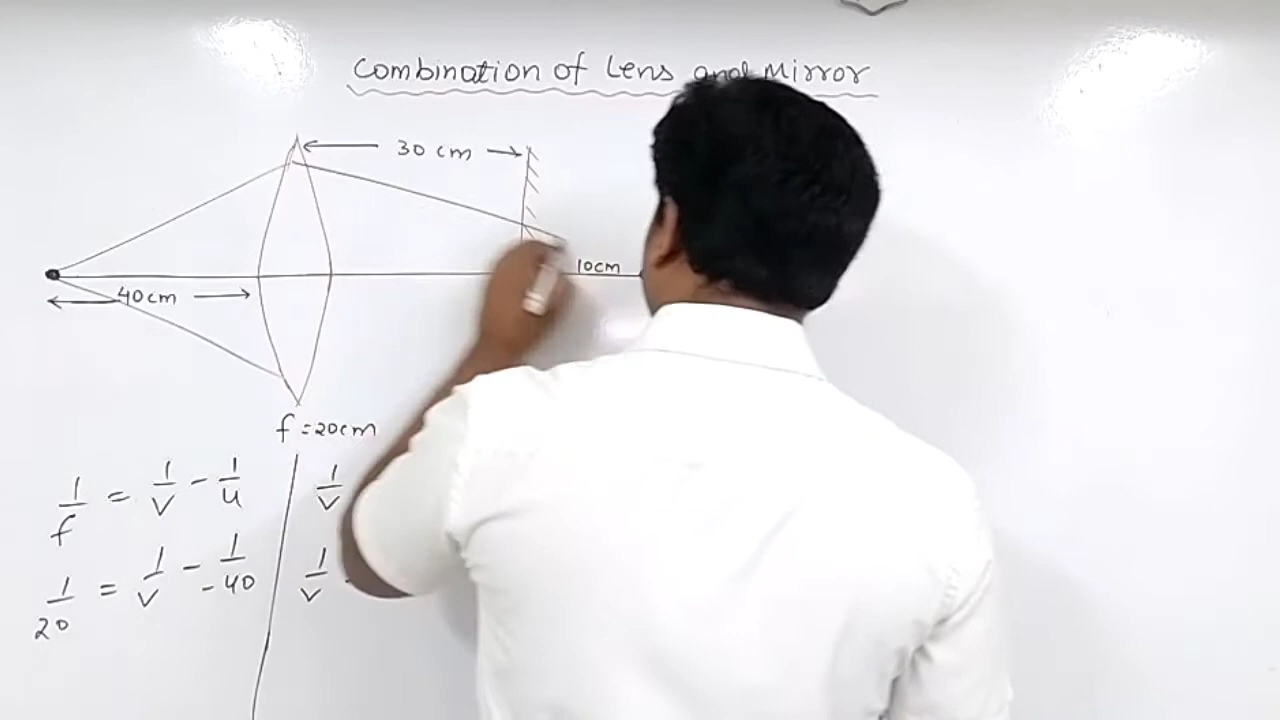 Combination of Lens and Mirror
30 cm
10cm
40cm
f = 20cm
1/f = 1/v - 1/u
1/20 = 1/v - 1/-40
1/v
1/v -